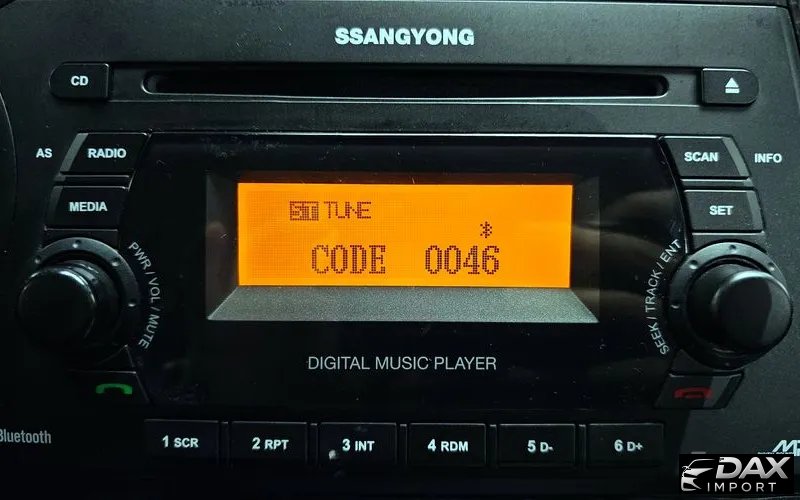 SSANGYONG
CD
AS RADIO
SCAN INFO
MEDIA
SET
ST TUNE
CODE 0046
PWR / VOL / MUTE
SEEK / TRACK / ENT
DIGITAL MUSIC PLAYER
Bluetooth
1 SCR
2 RPT
3 INT
4 RDM
5 D-
6 D+
DAX
IMPORT